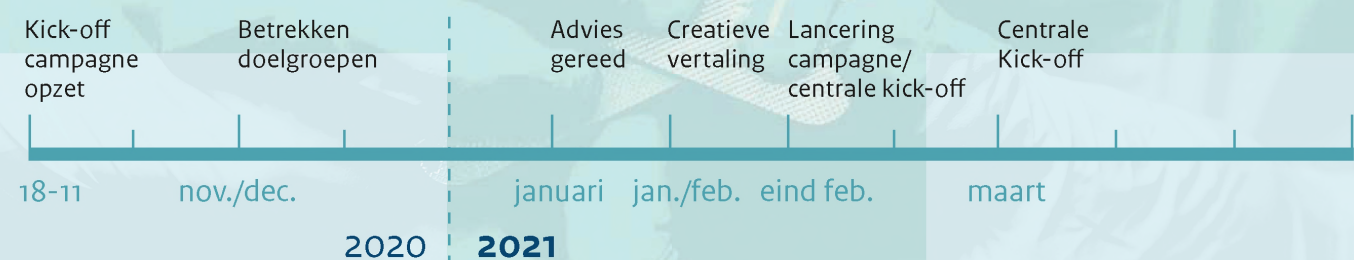 Kick-off
campagne
opzet
Betrekken
doelgroepen
Advies
gereed
Creatieve
vertaling
Lancering
campagne/
centrale kick-off
Centrale
Kick-off
18-11
nov./dec.
januari
jan./feb.
eind feb.
maart
2020
2021